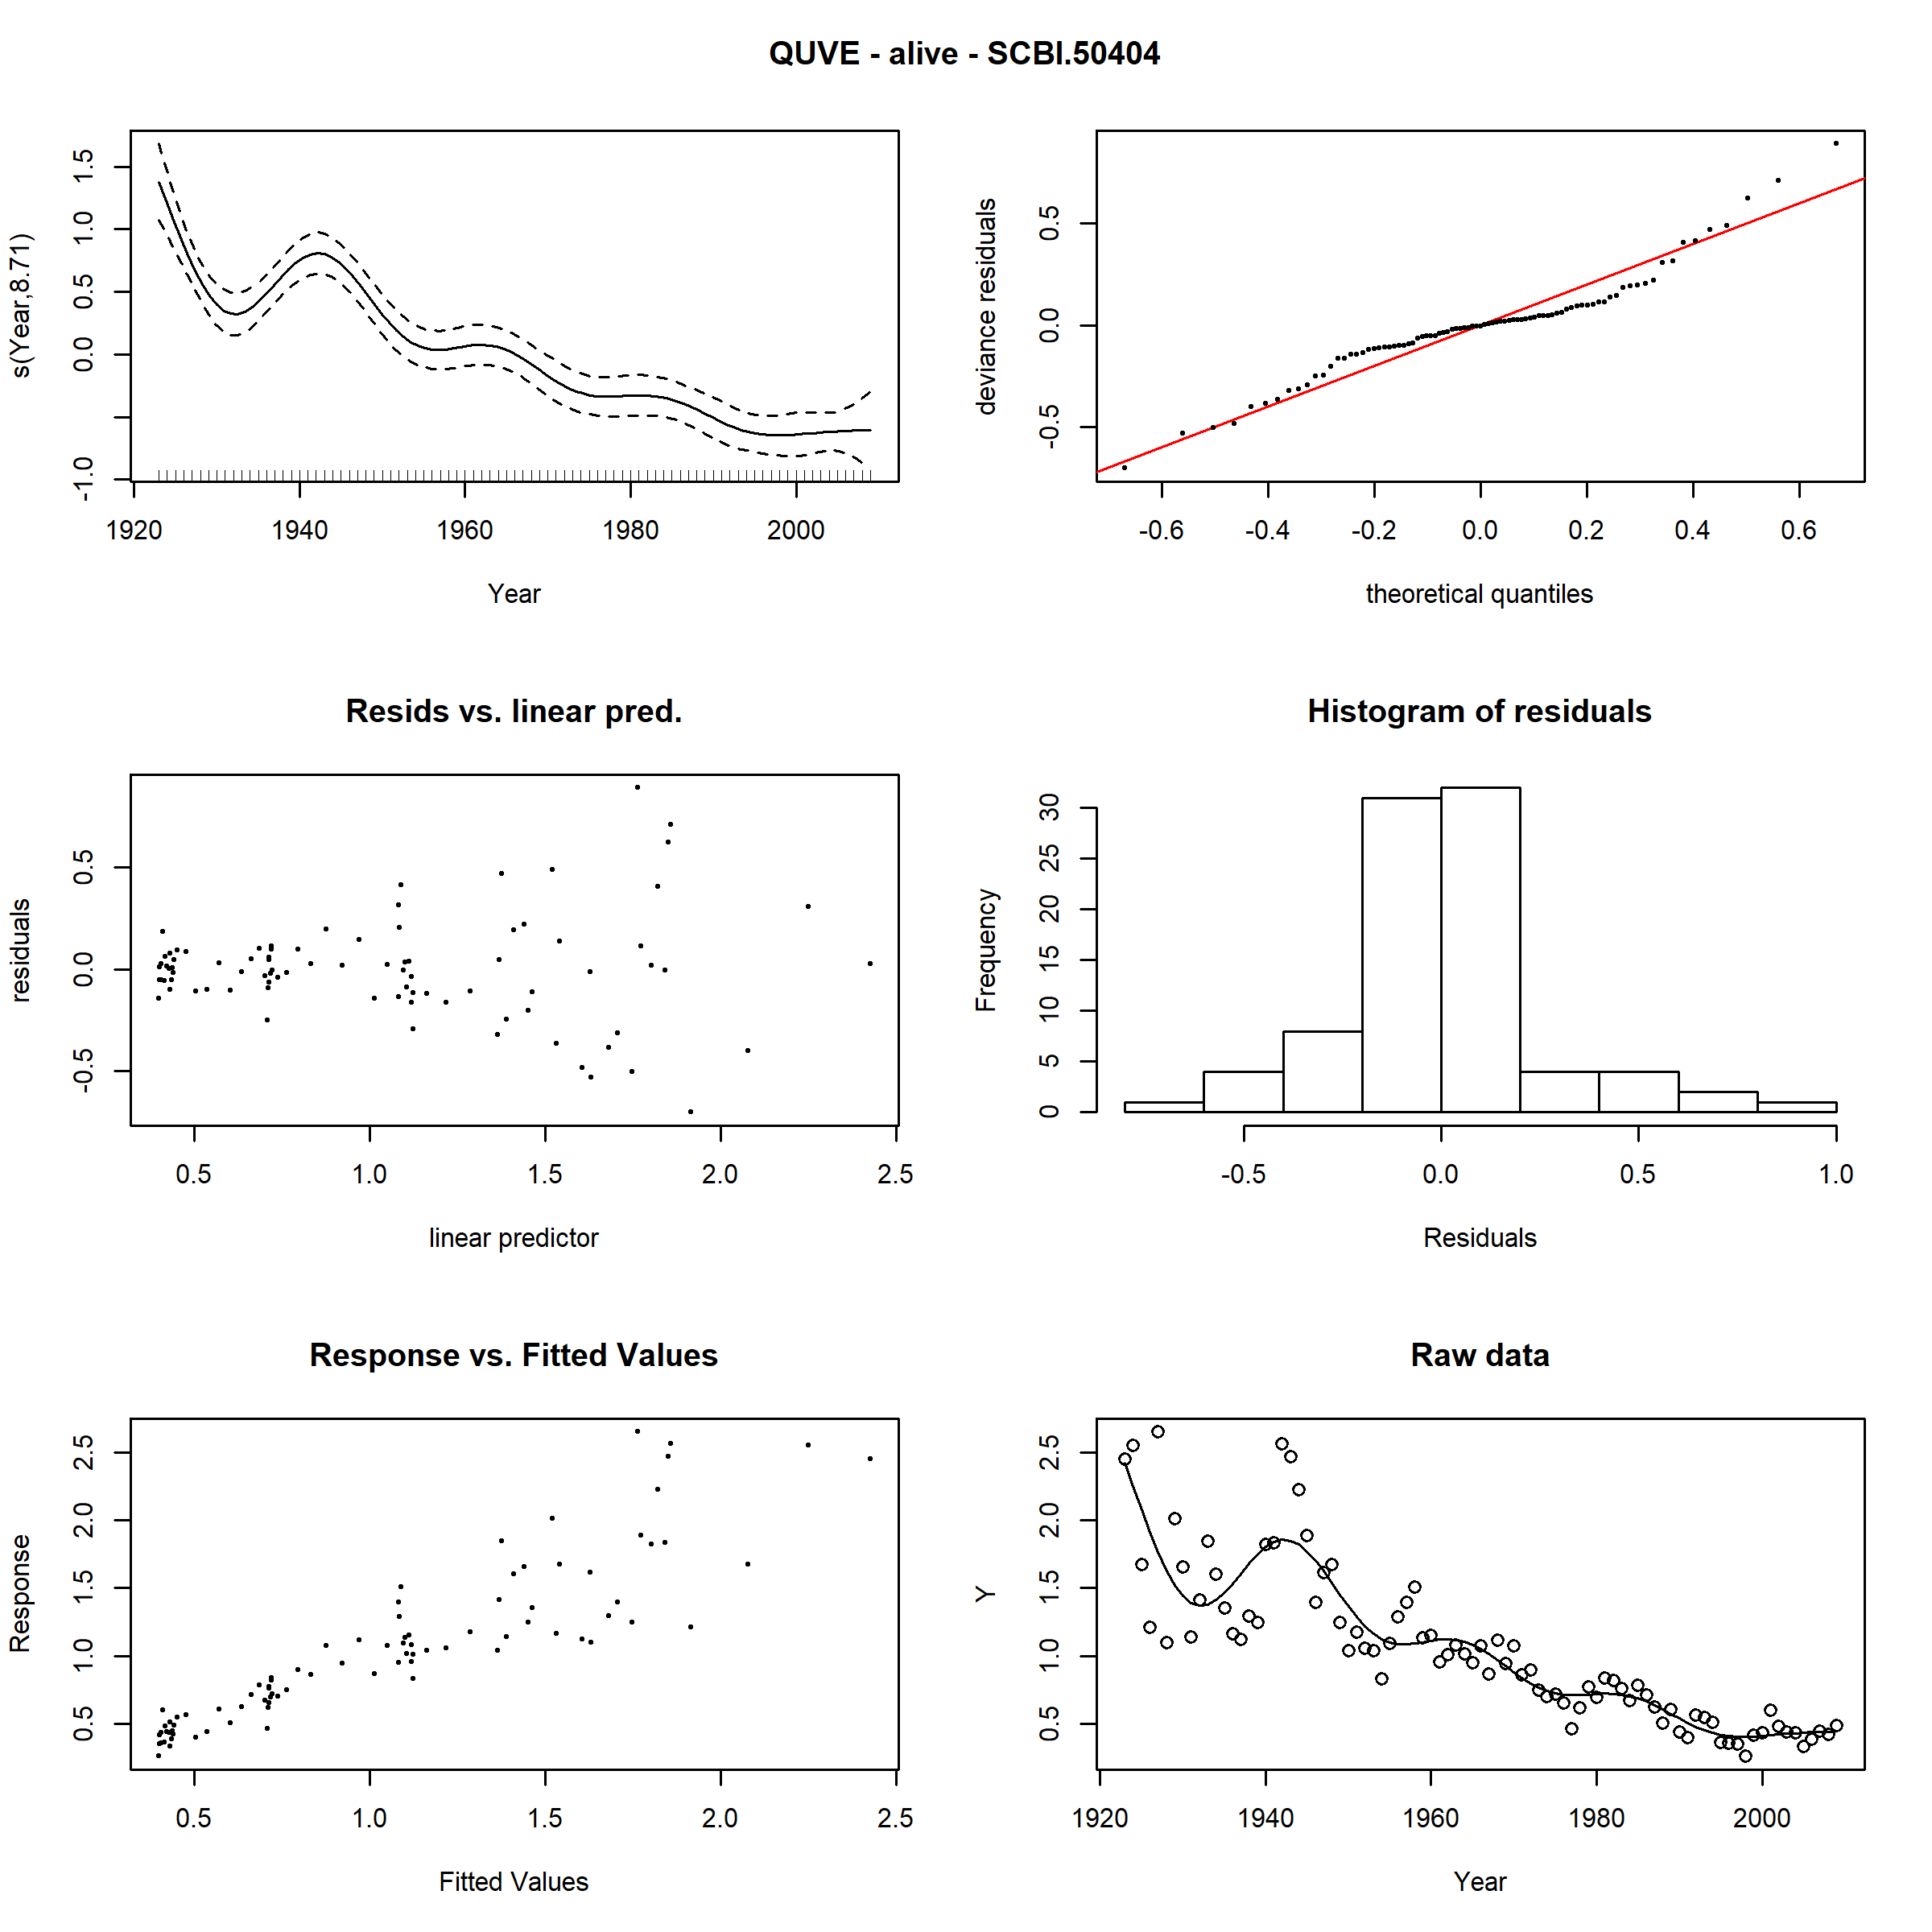 QUVE - alive - SCBI.50404
s(Year,8.71)
-1.0 0.0 0.5 1.0 1.5
1920 1940 1960 1980 2000
Year
deviance residuals
-0.5 0.0 0.5
-0.6 -0.4 -0.2 0.0 0.2 0.4 0.6
theoretical quantiles
Resids vs. linear pred.
residuals
-0.5 0.0 0.5
0.5 1.0 1.5 2.0 2.5
linear predictor
Histogram of residuals
Frequency
0 5 10 15 20 25 30
-0.5 0.0 0.5 1.0
Residuals
Response vs. Fitted Values
Response
0.5 1.0 1.5 2.0 2.5
0.5 1.0 1.5 2.0 2.5
Fitted Values
Raw data
Y
0.5 1.0 1.5 2.0 2.5
1920 1940 1960 1980 2000
Year